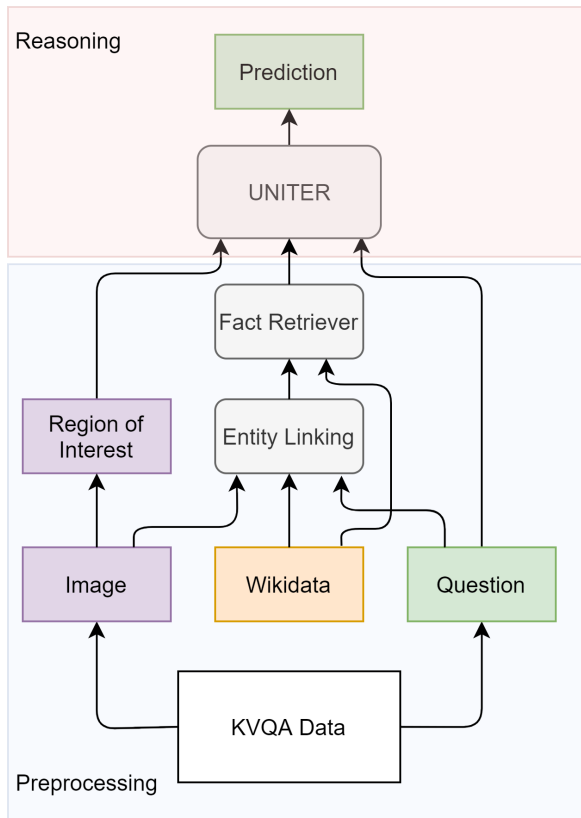 Reasoning
Prediction
UNITER
Fact Retriever
Region of
Interest
Entity Linking
Image
Wikidata
Question
KVQA Data
Preprocessing